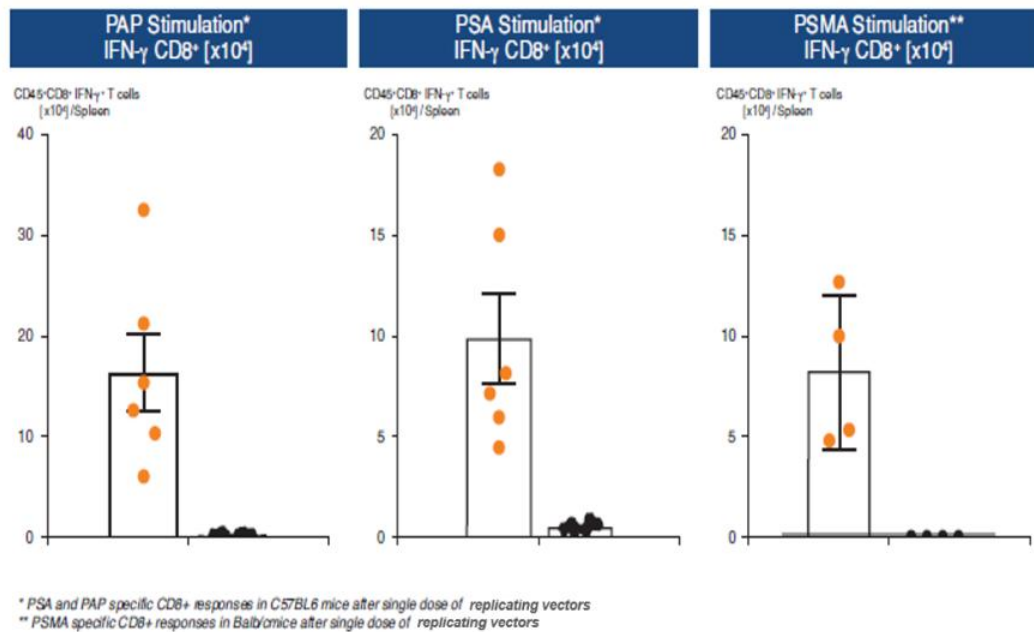 PAP Stimulation*
IFN-γ CD8⁺ [x10⁴]
CD45⁺CD8⁺ IFN-γ⁺ T cells
[x10⁴]/Spleen
40
30
20
10
0
PSA Stimulation*
IFN-γ CD8⁺ [x10⁴]
CD45⁺CD8⁺ IFN-γ⁺ T cells
[x10⁴]/Spleen
20
15
10
5
0
PSMA Stimulation**
IFN-γ CD8⁺ [x10⁴]
CD45⁺CD8⁺ IFN-γ⁺ T cells
[x10⁴]/Spleen
20
15
10
5
0
* PSA and PAP specific CD8+ responses in C57BL6 mice after single dose of replicating vectors
** PSMA specific CD8+ responses in Balb/cmice after single dose of replicating vectors